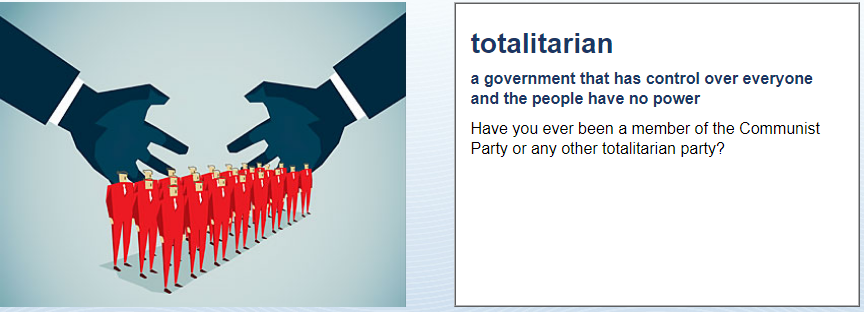 totalitarian
a government that has control over everyone
and the people have no power
Have you ever been a member of the Communist
Party or any other totalitarian party?